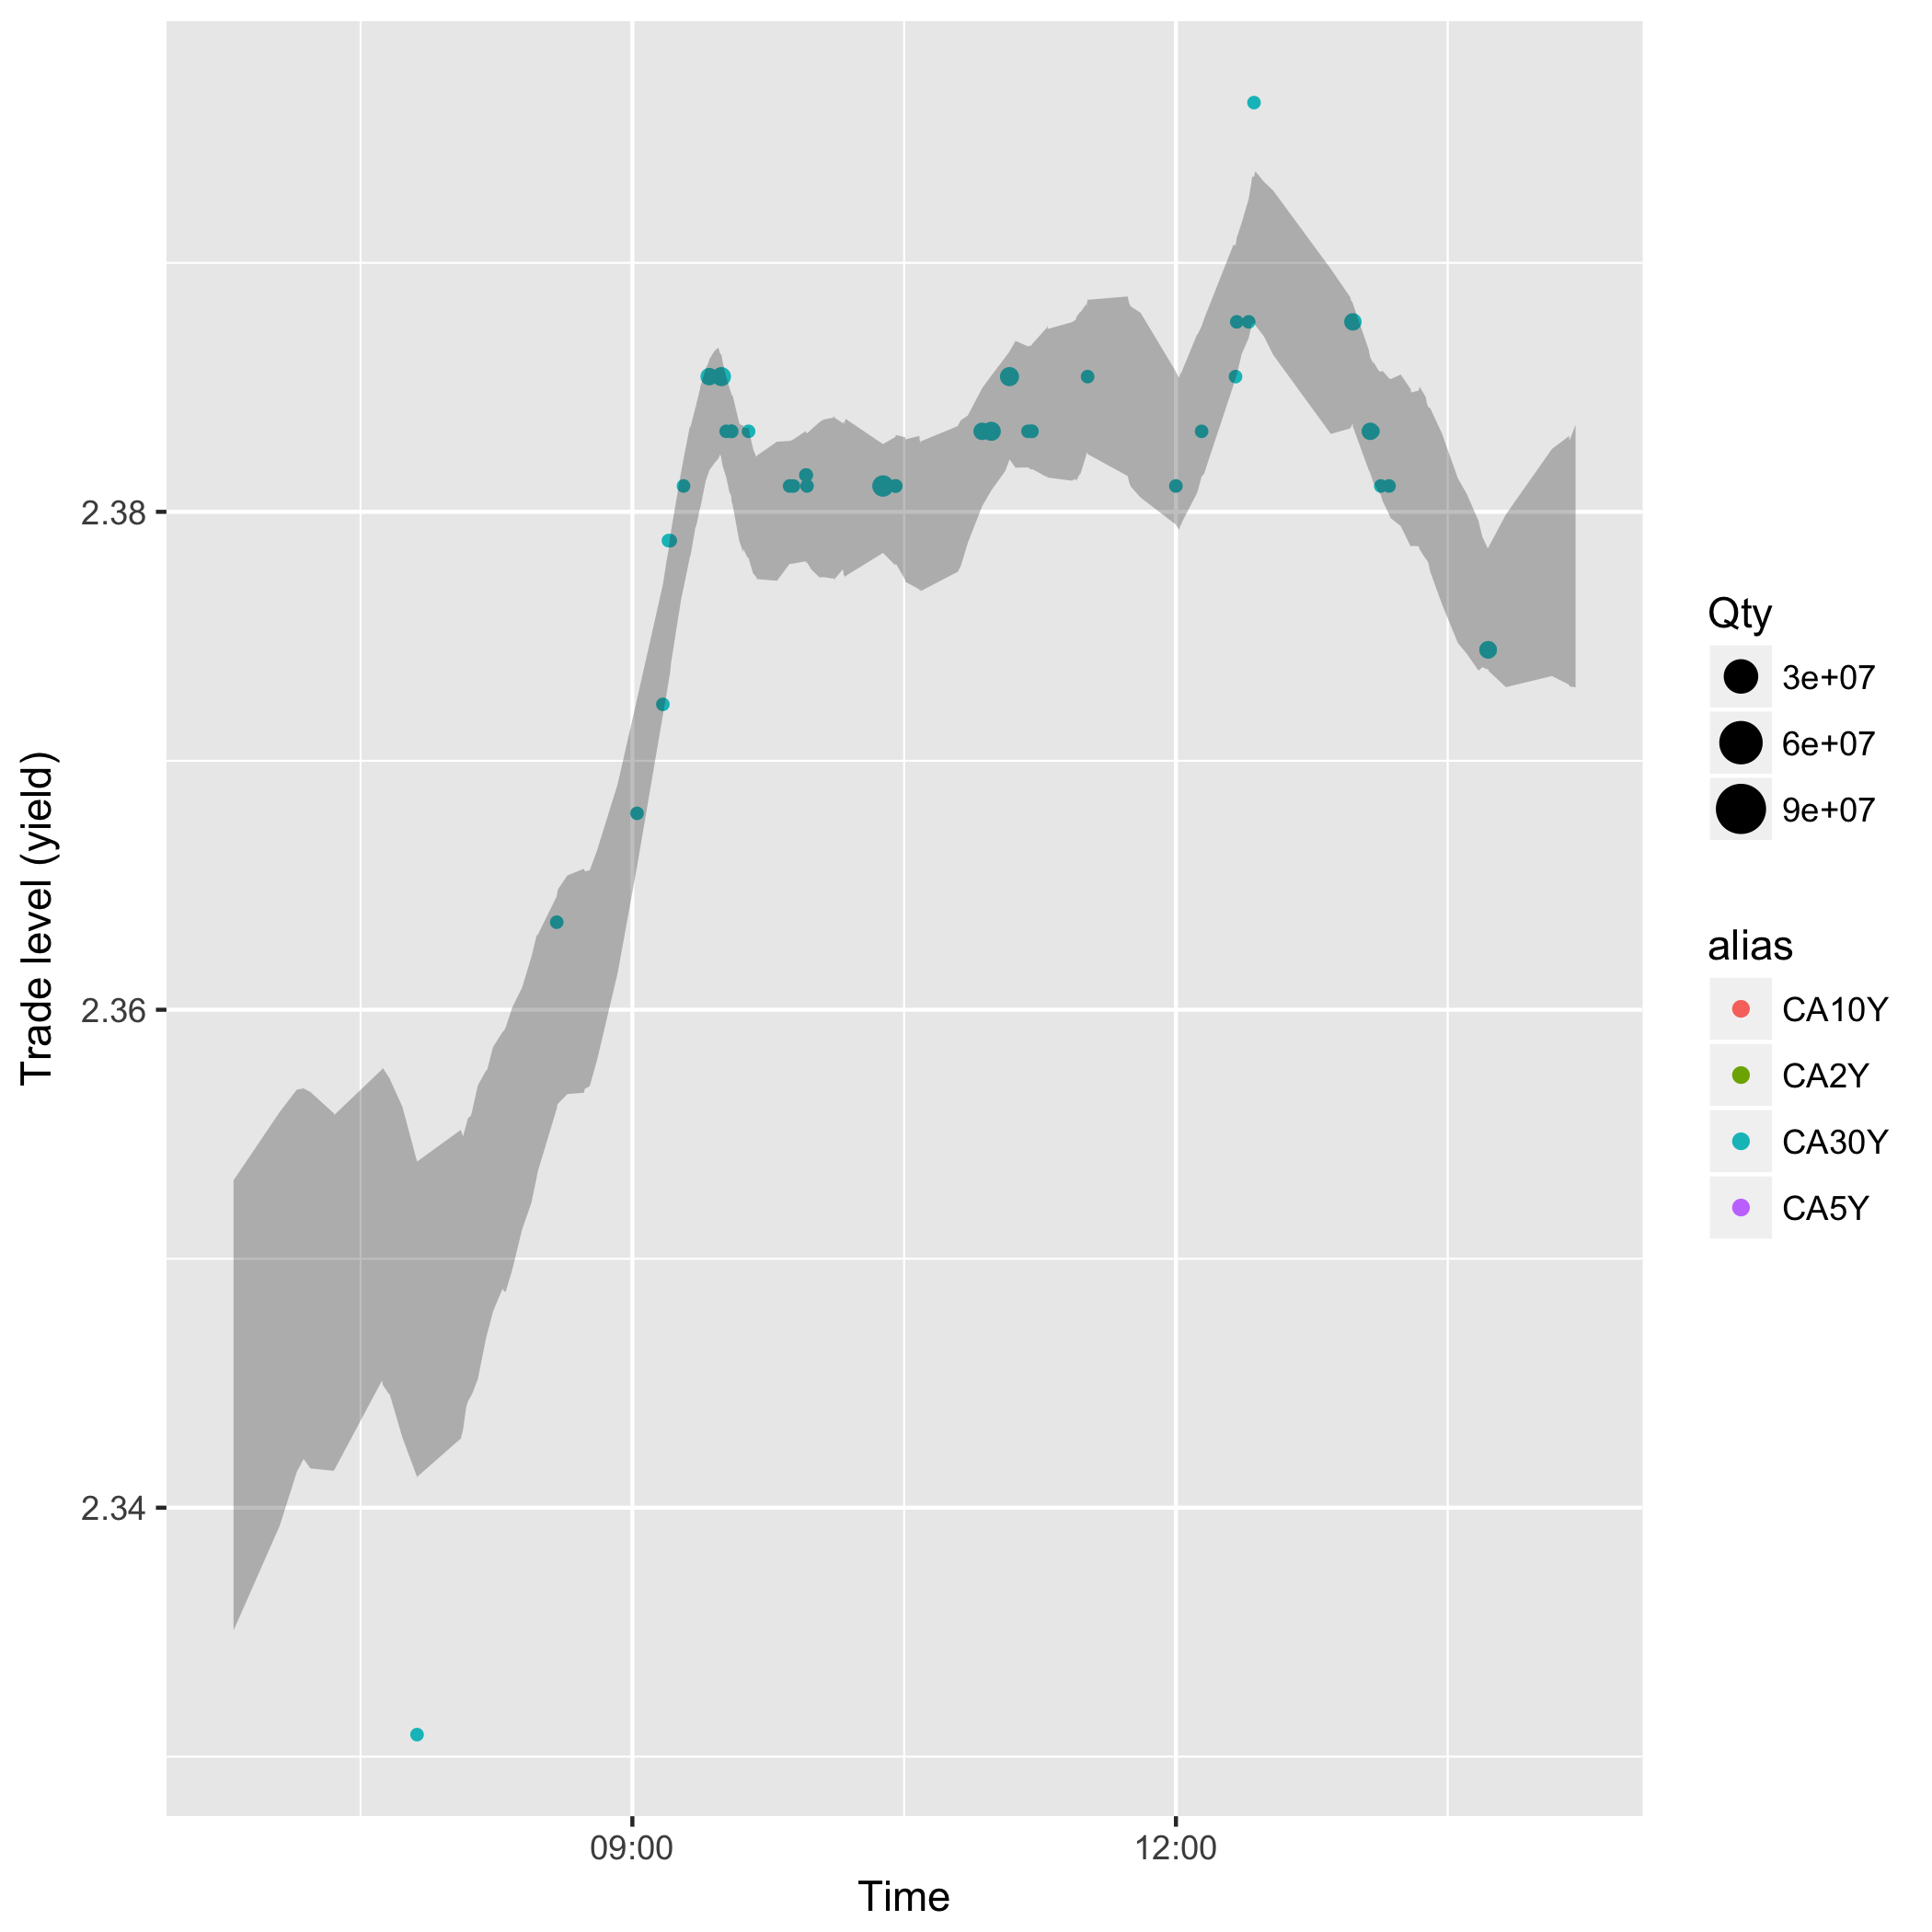 Trade level (yield)
2.38
2.36
2.34
09:00
12:00
Time
Qty
3e+07
6e+07
9e+07
alias
CA10Y
CA2Y
CA30Y
CA5Y